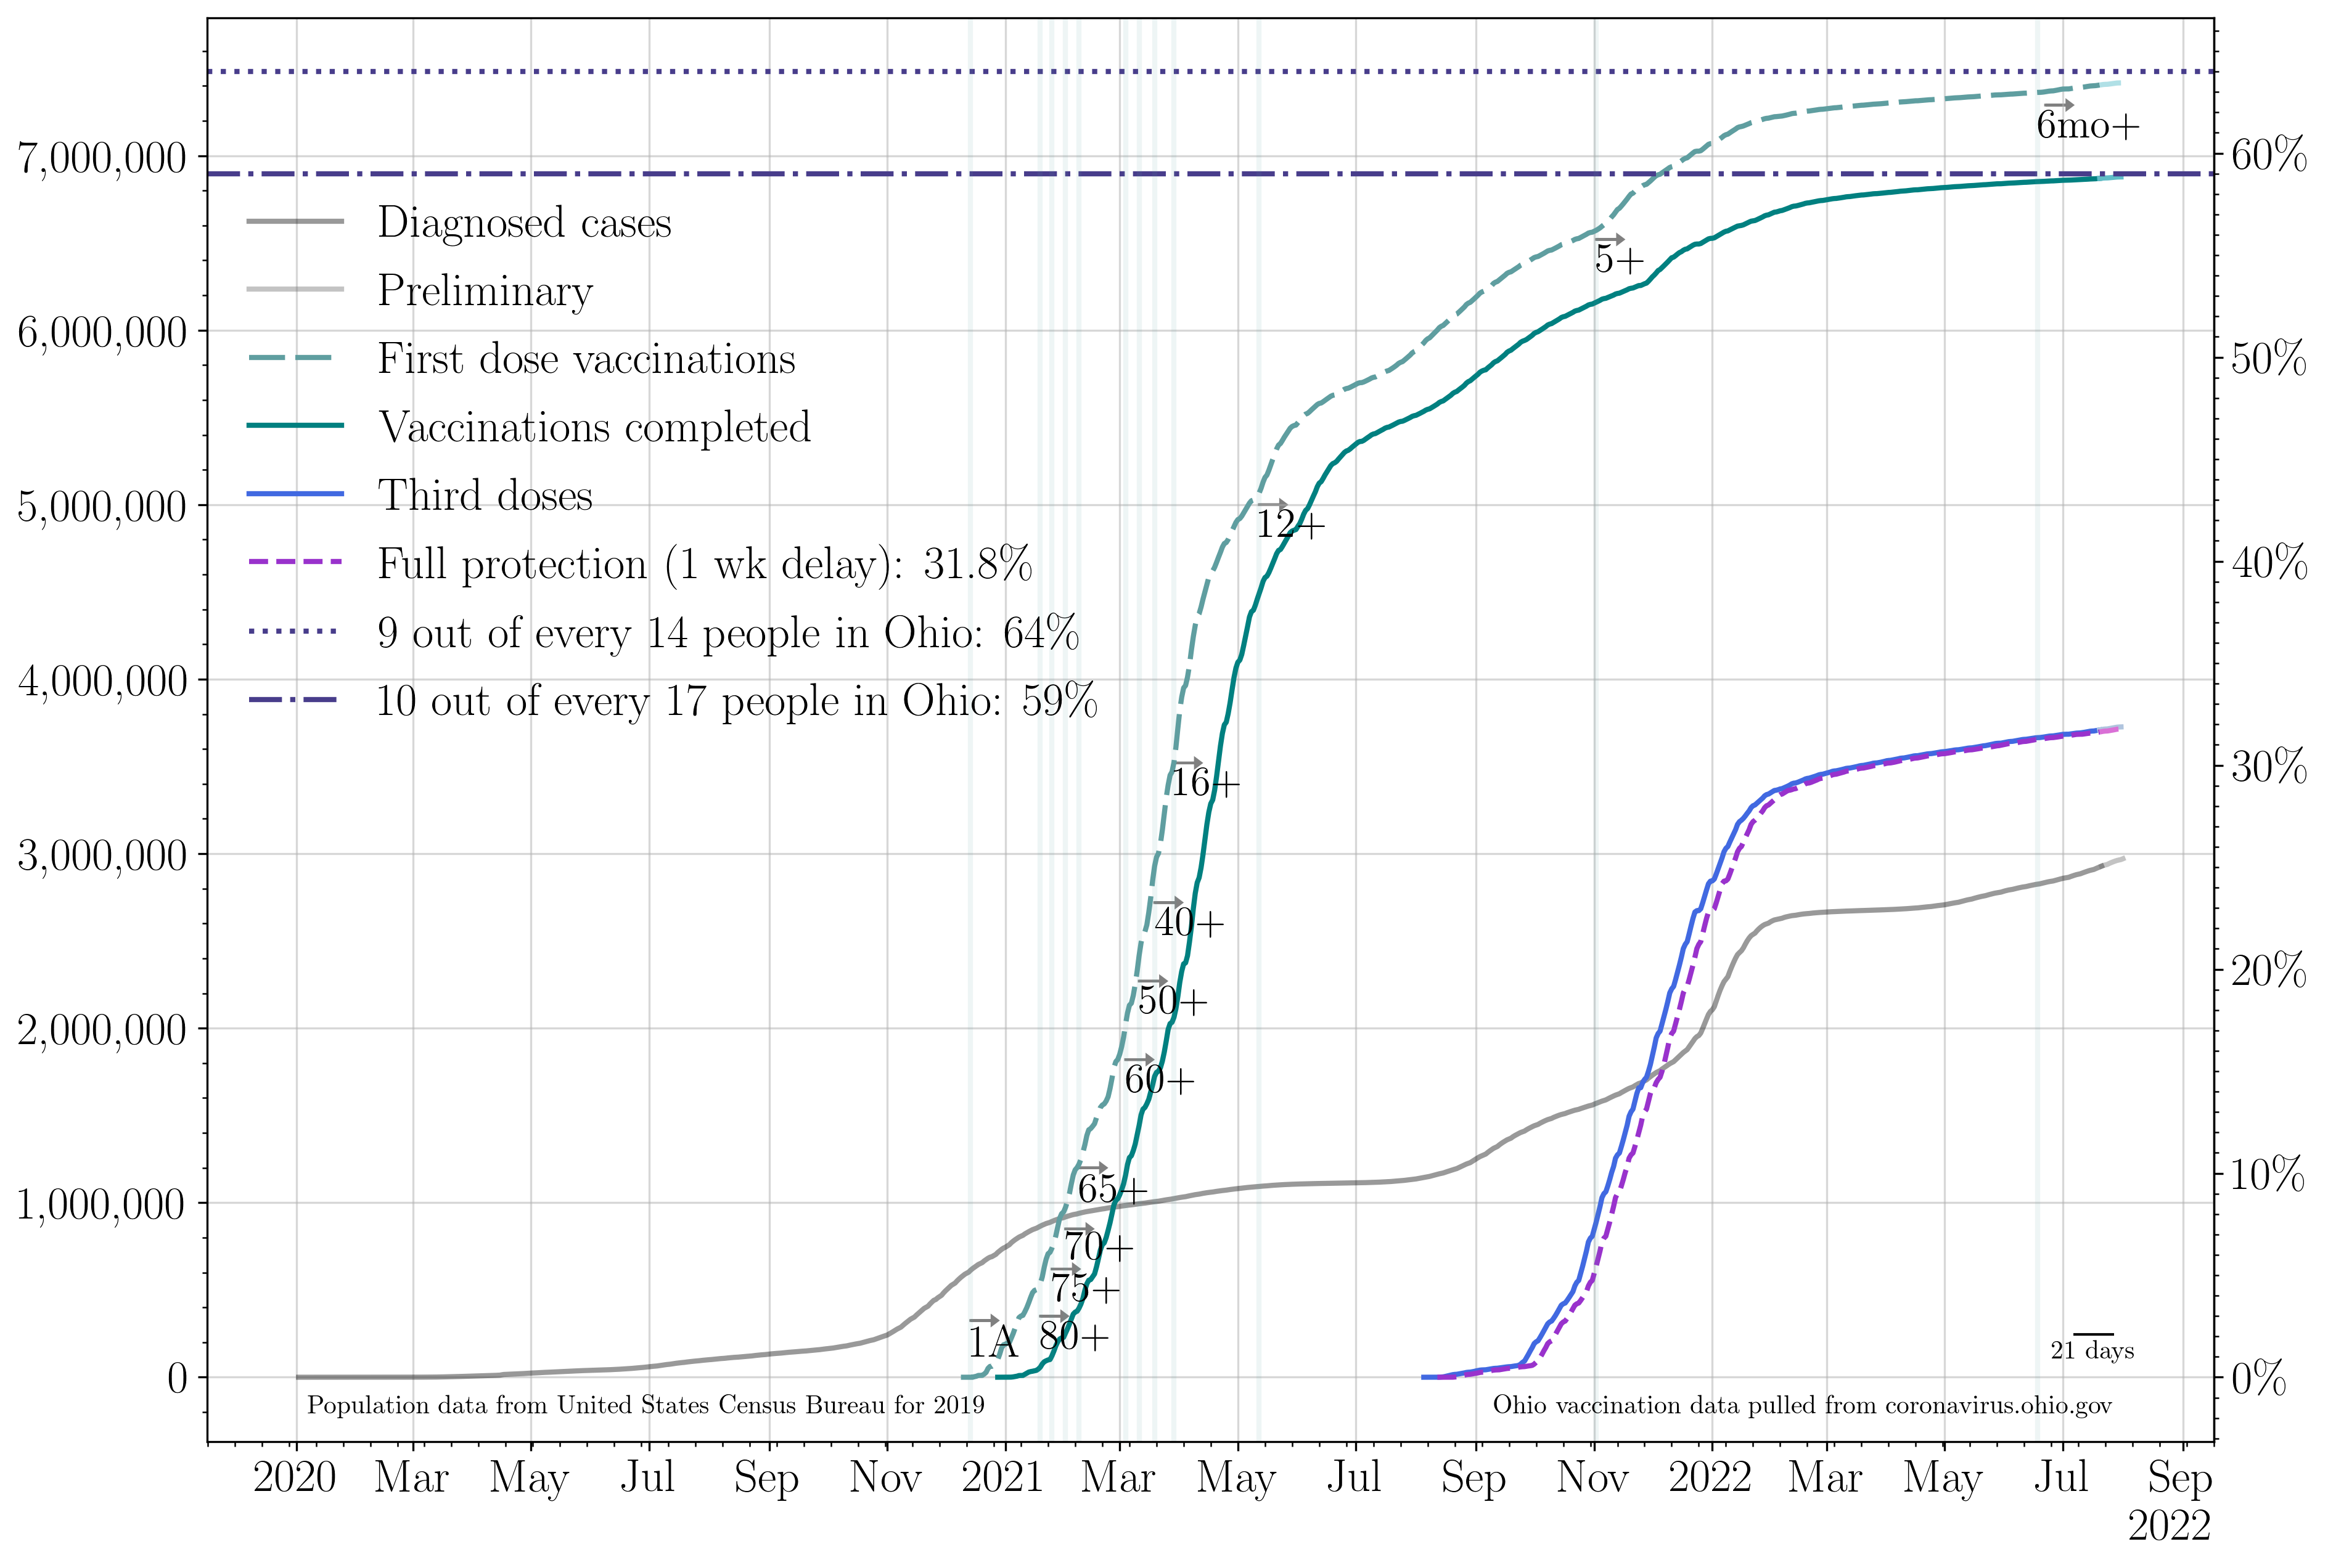 7,000,000
6,000,000
5,000,000
4,000,000
3,000,000
2,000,000
1,000,000
0
60%
50%
40%
30%
20%
10%
0%
Diagnosed cases
Preliminary
First dose vaccinations
Vaccinations completed
Third doses
Full protection (1 wk delay): 31.8%
9 out of every 14 people in Ohio: 64%
10 out of every 17 people in Ohio: 59%
6mo+
5+
12+
16+
40+
50+
60+
65+
70+
75+
80+
1A
21 days
Population data from United States Census Bureau for 2019
Ohio vaccination data pulled from coronavirus.ohio.gov
2020 Mar May Jul Sep Nov 2021 Mar May Jul Sep Nov 2022 Mar May Jul Sep
2022